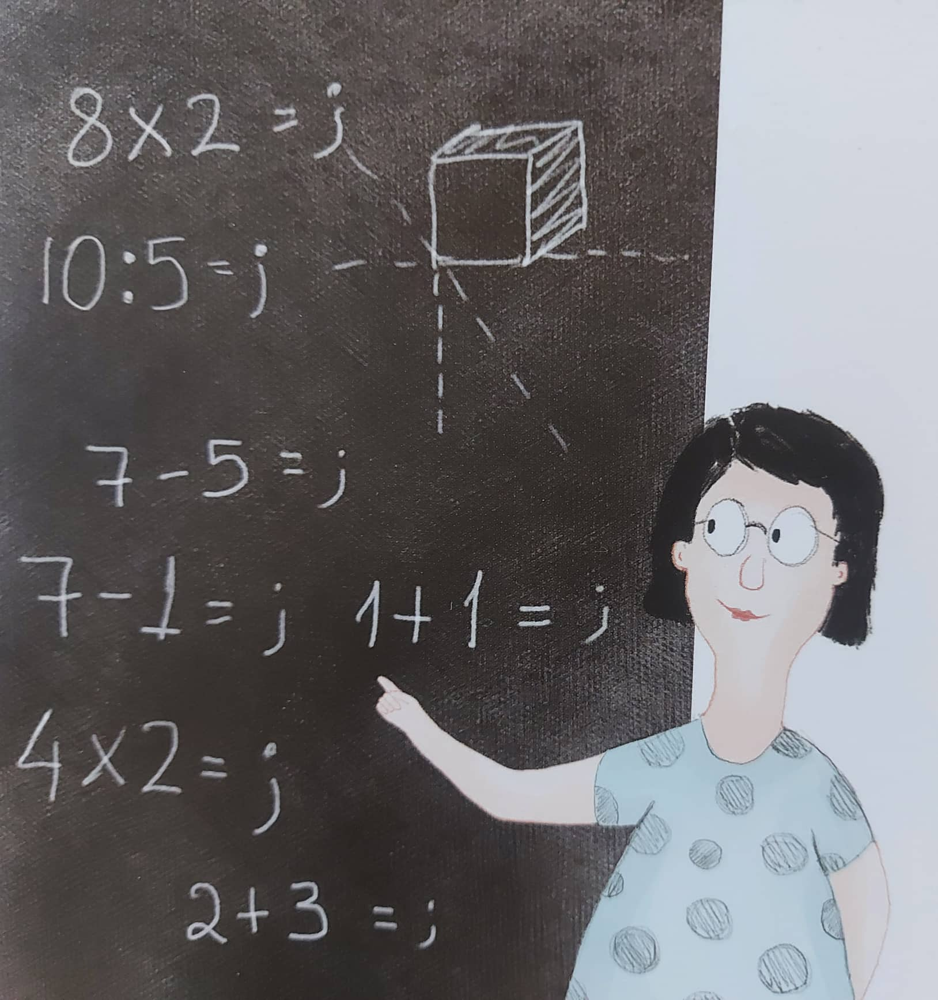 8x2 = ;
10:5 = ;
7-5 = ;
7-1 = ; 1+1 = ;
4x2 = ;
2+3 = ;